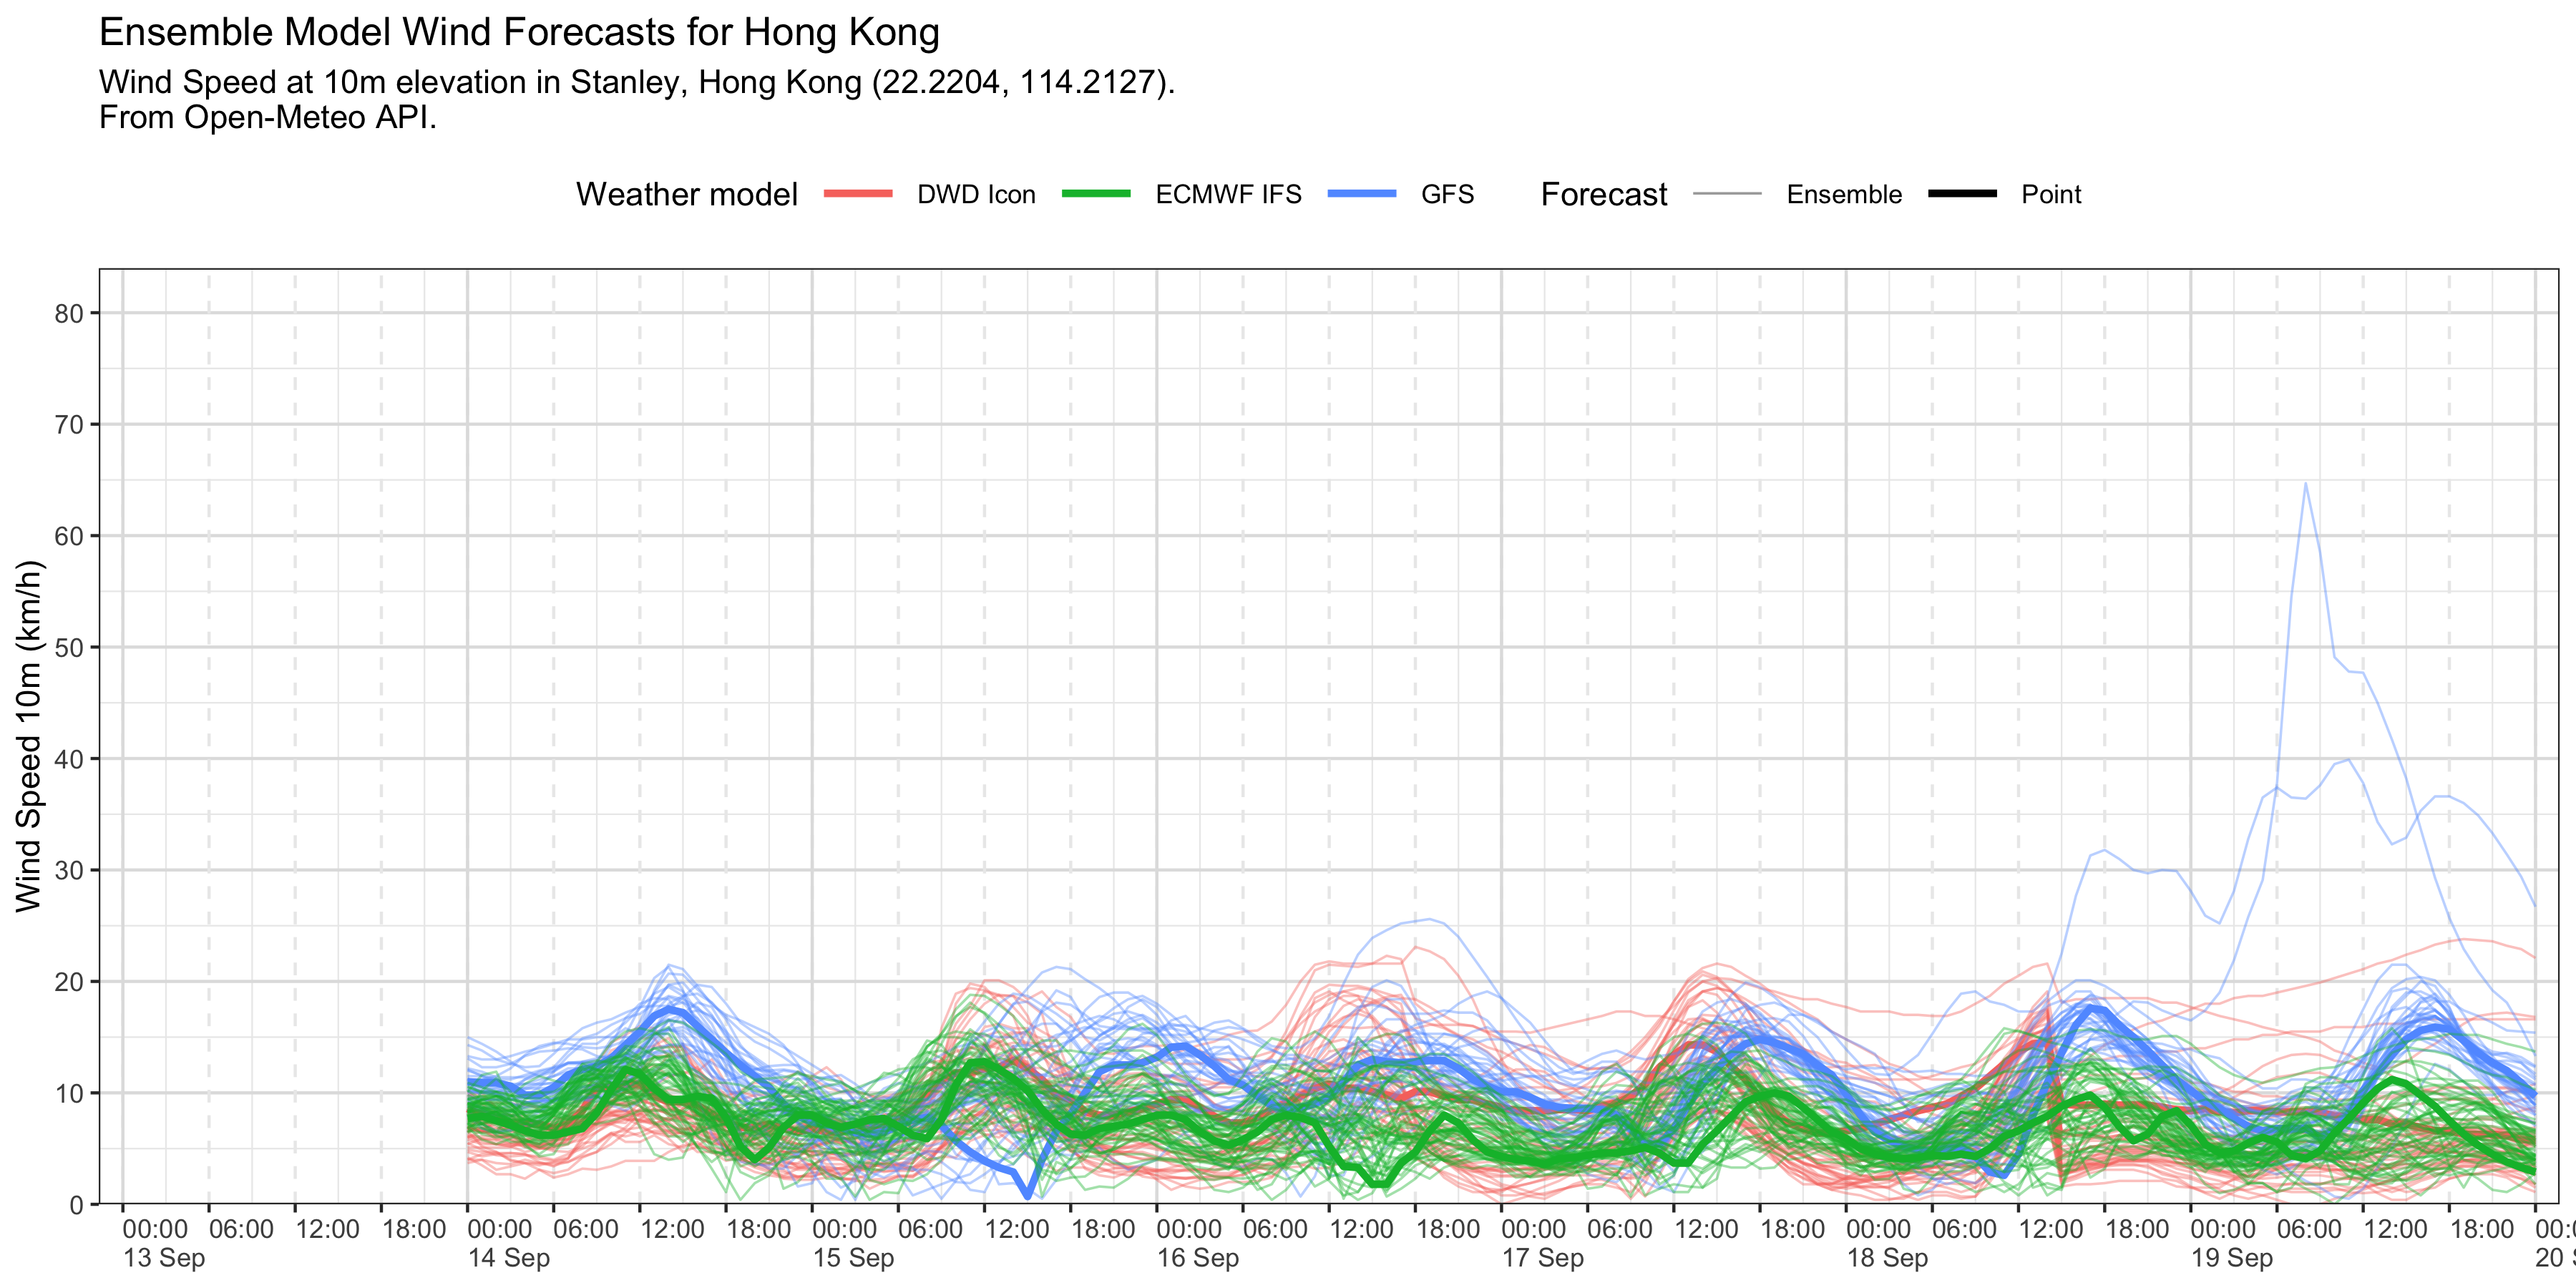 Ensemble Model Wind Forecasts for Hong Kong
Wind Speed at 10m elevation in Stanley, Hong Kong (22.2204, 114.2127).
From Open-Meteo API.
Weather model DWD Icon ECMWF IFS GFS Forecast Ensemble Point
Wind Speed 10m (km/h)
80
70
60
50
40
30
20
10
0
00:00 06:00 12:00 18:00 00:00 06:00 12:00 18:00 00:00 06:00 12:00 18:00 00:00 06:00 12:00 18:00 00:00 06:00 12:00 18:00 00:00 06:00 12:00 18:00 00:00 06:00 12:00 18:00
13 Sep 14 Sep 15 Sep 16 Sep 17 Sep 18 Sep 19 Sep 20